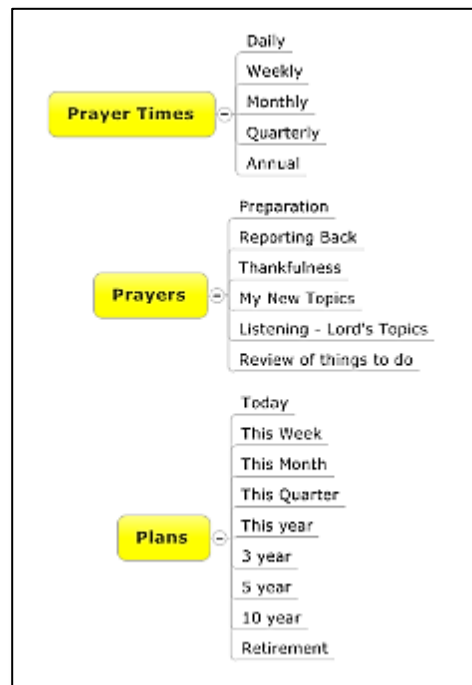 Prayer Times
Daily
Weekly
Monthly
Quarterly
Annual
Prayers
Preparation
Reporting Back
Thankfulness
My New Topics
Listening - Lord's Topics
Review of things to do
Plans
Today
This Week
This Month
This Quarter
This year
3 year
5 year
10 year
Retirement